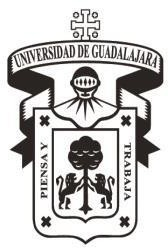 UNIVERSIDAD DE GUADALAJARA
PIENSA Y
TRABAJA